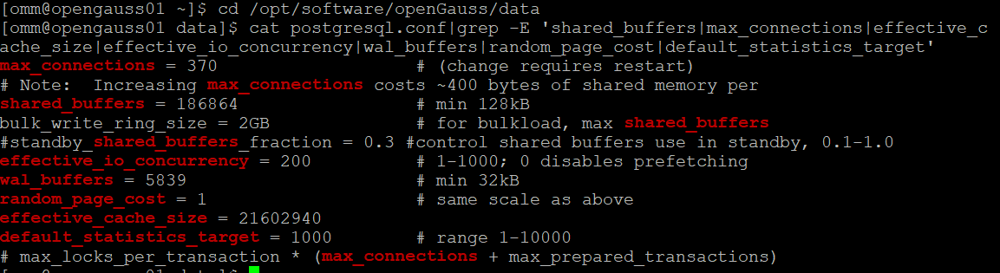 [omm@opengauss01 ~]$ cd /opt/software/openGauss/data
[omm@opengauss01 data]$ cat postgresql.conf|grep -E 'shared_buffers|max_connections|effective_c
ache_size|effective_io_concurrency|wal_buffers|random_page_cost|default_statistics_target'
max_connections = 370                   # (change requires restart)
# Note:  Increasing max_connections costs ~400 bytes of shared memory per
shared_buffers = 186864                 # min 128kB
bulk_write_ring_size = 2GB              # for bulkload, max shared_buffers
#standby_shared_buffers_fraction = 0.3 #control shared buffers use in standby, 0.1-1.0
effective_io_concurrency = 200          # 1-1000; 0 disables prefetching
wal_buffers = 5839                      # min 32kB
random_page_cost = 1                    # same scale as above
effective_cache_size = 21602940
default_statistics_target = 1000        # range 1-10000
# max_locks_per_transaction * (max_connections + max_prepared_transactions)